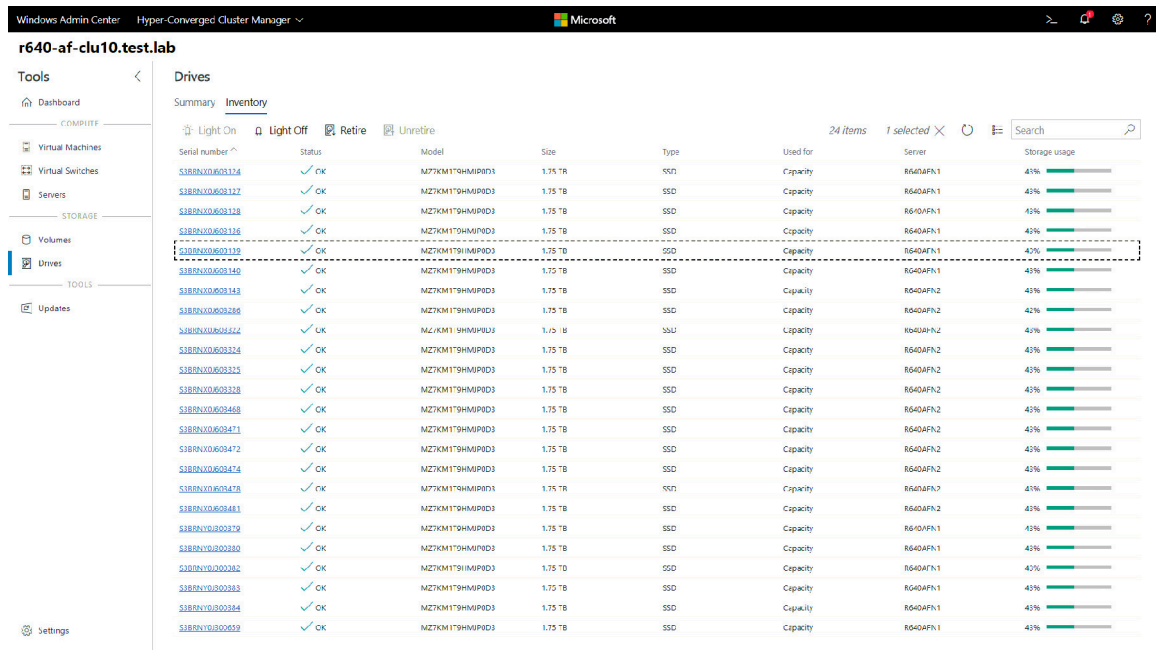 Windows Admin Center Hyper-Converged Cluster Manager Microsoft
r640-af-clu10.test.lab
Tools Drives
Dashboard Summary Inventory
COMPUTE
Light On Light Off Retire Unretire 24 items 1 selected Search
Serial number Status Model Size Type Used for Server Storage usage
Virtual Machines
Virtual Switches
Servers
STORAGE
Volumes
Drives
TOOLS
Updates
Settings
S3BRNX0J603124 OK MZ7KM1T9HMJP0D3 1.75 TB SSD Capacity R640AFN1 43%
S3BRNX0J603127 OK MZ7KM1T9HMJP0D3 1.75 TB SSD Capacity R640AFN1 43%
S3BRNX0J603128 OK MZ7KM1T9HMJP0D3 1.75 TB SSD Capacity R640AFN1 43%
S3BRNX0J603136 OK MZ7KM1T9HMJP0D3 1.75 TB SSD Capacity R640AFN1 43%
S3BRNX0J603139 OK MZ7KM1T9HMJP0D3 1.75 TB SSD Capacity R640AFN1 43%
S3BRNX0J603140 OK MZ7KM1T9HMJP0D3 1.75 TB SSD Capacity R640AFN1 43%
S3BRNX0J603143 OK MZ7KM1T9HMJP0D3 1.75 TB SSD Capacity R640AFN2 43%
S3BRNX0J603286 OK MZ7KM1T9HMJP0D3 1.75 TB SSD Capacity R640AFN2 42%
S3BRNX0J603322 OK MZ7KM1T9HMJP0D3 1.75 TB SSD Capacity R640AFN2 43%
S3BRNX0J603324 OK MZ7KM1T9HMJP0D3 1.75 TB SSD Capacity R640AFN2 43%
S3BRNX0J603325 OK MZ7KM1T9HMJP0D3 1.75 TB SSD Capacity R640AFN2 43%
S3BRNX0J603328 OK MZ7KM1T9HMJP0D3 1.75 TB SSD Capacity R640AFN2 43%
S3BRNX0J603468 OK MZ7KM1T9HMJP0D3 1.75 TB SSD Capacity R640AFN2 43%
S3BRNX0J603471 OK MZ7KM1T9HMJP0D3 1.75 TB SSD Capacity R640AFN2 43%
S3BRNX0J603472 OK MZ7KM1T9HMJP0D3 1.75 TB SSD Capacity R640AFN2 43%
S3BRNX0J603474 OK MZ7KM1T9HMJP0D3 1.75 TB SSD Capacity R640AFN2 43%
S3BRNX0J603478 OK MZ7KM1T9HMJP0D3 1.75 TB SSD Capacity R640AFN2 43%
S3BRNX0J603481 OK MZ7KM1T9HMJP0D3 1.75 TB SSD Capacity R640AFN2 43%
S3BRNY0J300379 OK MZ7KM1T9HMJP0D3 1.75 TB SSD Capacity R640AFN1 43%
S3BRNY0J300380 OK MZ7KM1T9HMJP0D3 1.75 TB SSD Capacity R640AFN1 43%
S3BRNY0J300382 OK MZ7KM1T9HMJP0D3 1.75 TB SSD Capacity R640AFN1 43%
S3BRNY0J300383 OK MZ7KM1T9HMJP0D3 1.75 TB SSD Capacity R640AFN1 43%
S3BRNY0J300384 OK MZ7KM1T9HMJP0D3 1.75 TB SSD Capacity R640AFN1 43%
S3BRNY0J300659 OK MZ7KM1T9HMJP0D3 1.75 TB SSD Capacity R640AFN1 43%